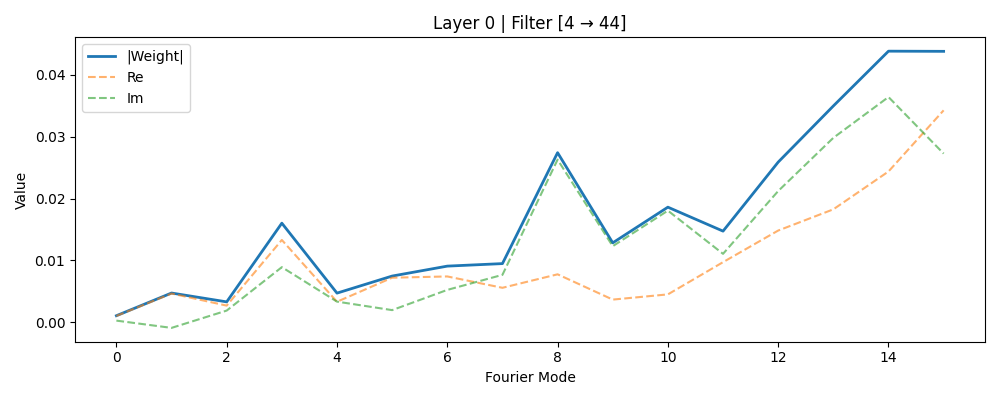 Layer 0 | Filter [4 → 44]
|Weight|
Re
Im
0.04
0.03
0.02
0.01
0.00
Value
0 2 4 6 8 10 12 14
Fourier Mode